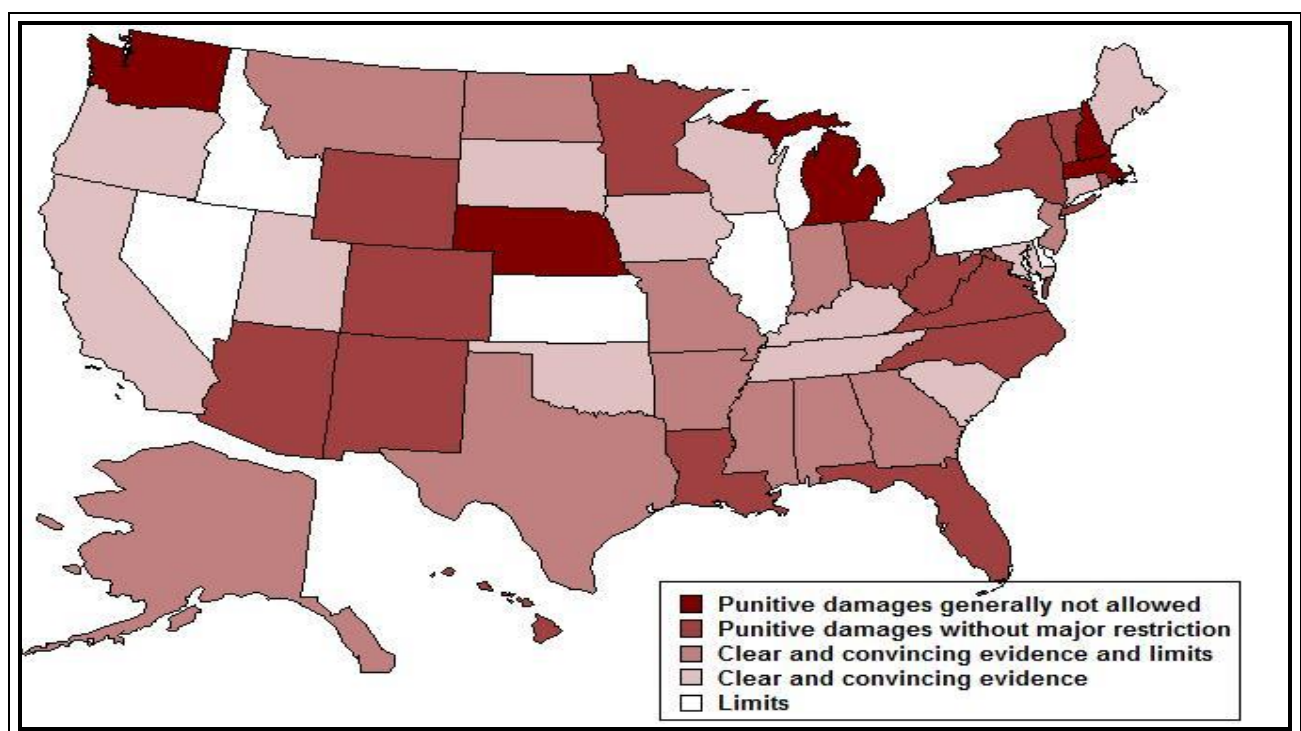 Punitive damages generally not allowed
Punitive damages without major restriction
Clear and convincing evidence and limits
Clear and convincing evidence
Limits